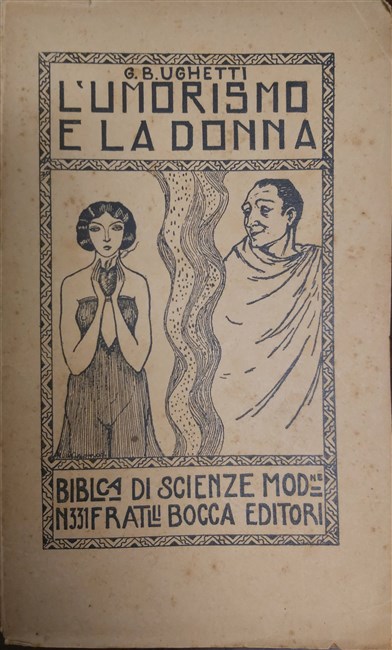 G.B.UGHETTI
L'UMORISMO
E LA DONNA
BIBLCA DI SCIENZE MODNE
N331 FRATLLI BOCCA EDITORI